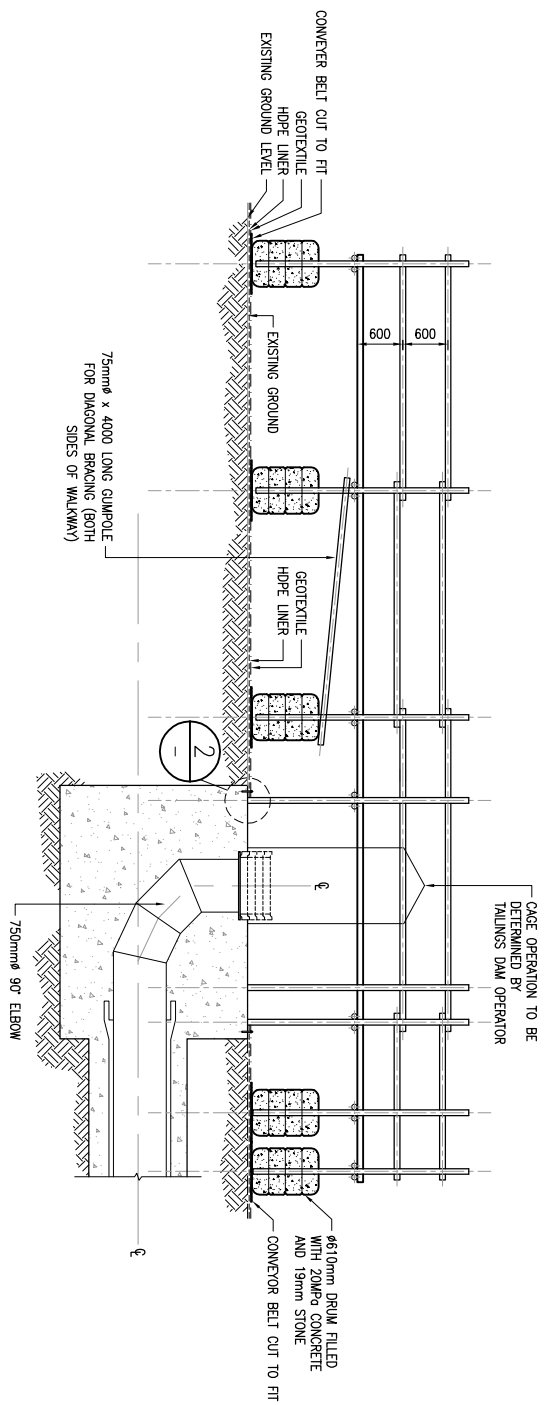 CONVEYER BELT CUT TO FIT
GEOTEXTILE
HDPE LINER
EXISTING GROUND LEVEL
EXISTING GROUND
75mmø x 4000 LONG GUMPOLE
FOR DIAGONAL BRACING (BOTH
SIDES OF WALKWAY)
600
600
GEOTEXTILE
HDPE LINER
2
-
℄
CAGE OPERATION TO BE
DETERMINED BY
TAILINGS DAM OPERATOR
750mmø 90° ELBOW
ø610mm DRUM FILLED
WITH 20MPa CONCRETE
AND 19mm STONE
CONVEYOR BELT CUT TO FIT
℄